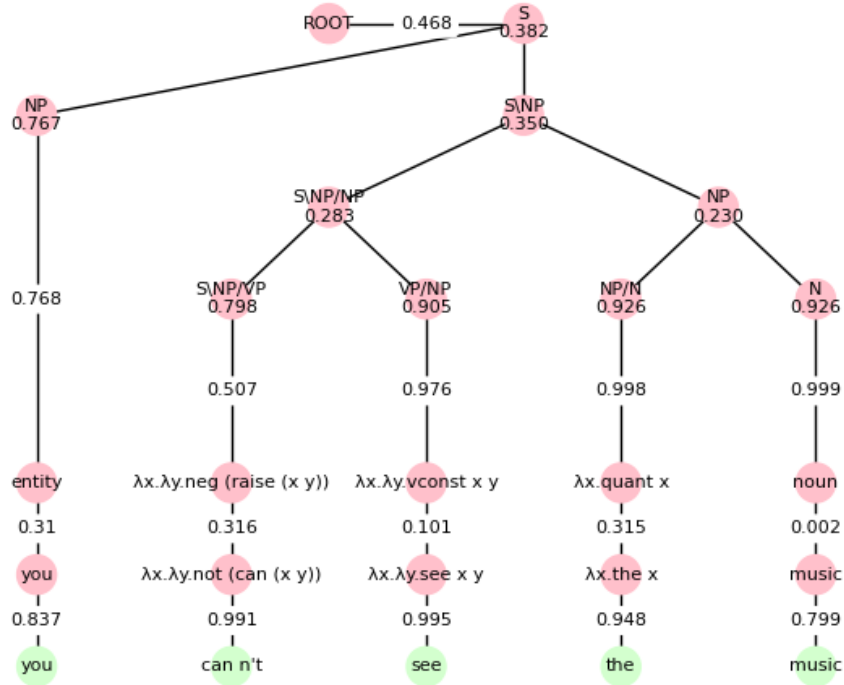 ROOT 0.468 S
0.382
NP S\NP
0.767 0.350
S\NP/NP NP
0.283 0.230
S\NP/VP VP/NP NP/N N
0.768 0.798 0.905 0.926 0.926
0.507 0.976 0.998 0.999
entity λx.λy.neg (raise (x y)) λx.λy.vconst x y λx.quant x noun
0.31 0.316 0.101 0.315 0.002
you λx.λy.not (can (x y)) λx.λy.see x y λx.the x music
0.837 0.991 0.995 0.948 0.799
you can n't see the music